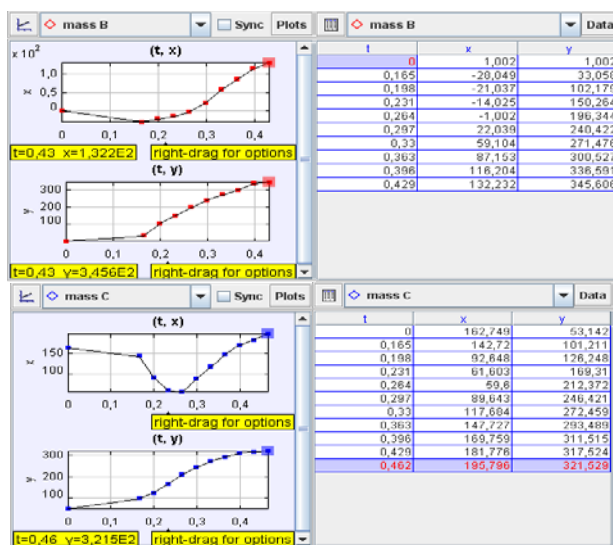 mass B Sync Plots
(t, x)
x 10²
1,0
0,5
0
x
0 0,1 0,2 0,3 0,4
t=0,43 x=1,322E2 right-drag for options
(t, y)
300
200
100
y
0 0,1 0,2 0,3 0,4
t=0,43 y=3,456E2 right-drag for options
mass B Data
t x y
0 1,002 1,002
0,165 -28,049 33,058
0,198 -21,037 102,179
0,231 -14,025 150,264
0,264 -1,002 196,344
0,297 22,039 240,422
0,33 59,104 271,476
0,363 87,153 300,527
0,396 116,204 336,591
0,429 132,232 345,606
mass C Sync Plots
(t, x)
150
100
x
0 0,1 0,2 0,3 0,4
right-drag for options
(t, y)
300
200
100
y
0 0,1 0,2 0,3 0,4
t=0,46 y=3,215E2 right-drag for options
mass C Data
t x y
0 162,749 53,142
0,165 142,72 101,211
0,198 92,648 126,248
0,231 61,603 169,31
0,264 59,6 212,372
0,297 89,643 246,421
0,33 117,684 272,459
0,363 147,727 293,489
0,396 169,759 311,515
0,429 181,776 317,524
0,462 195,796 321,529